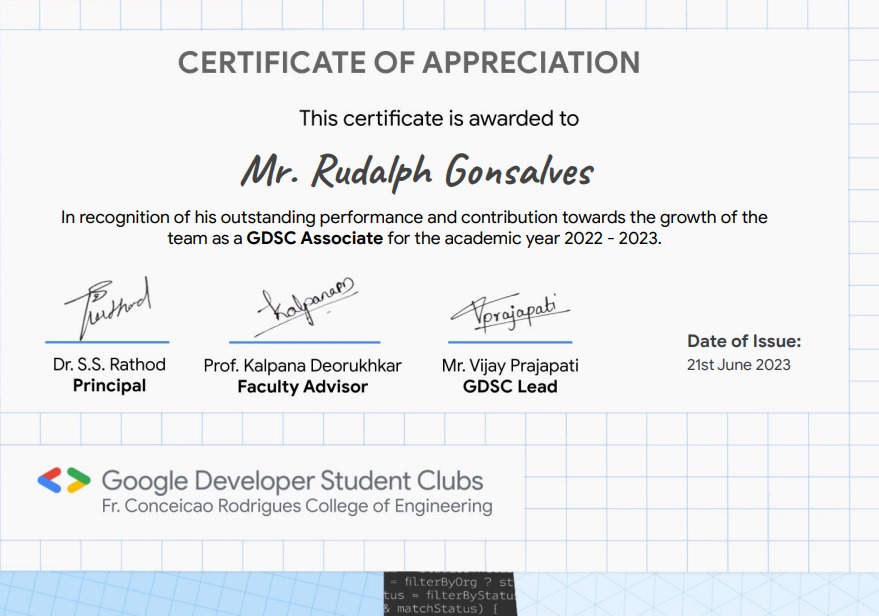 CERTIFICATE OF APPRECIATION
This certificate is awarded to
Mr. Rudalph Gonsalves
In recognition of his outstanding performance and contribution towards the growth of the
team as a GDSC Associate for the academic year 2022 - 2023.
Rathod
Kalpanam
Vprajapati
Dr. S.S. Rathod
Principal
Prof. Kalpana Deorukhkar
Faculty Advisor
Mr. Vijay Prajapati
GDSC Lead
Date of Issue:
21st June 2023
Google Developer Student Clubs
Fr. Conceicao Rodrigues College of Engineering
= filterByOrg ? st
tus = filterByStatu
& matchStatus) {